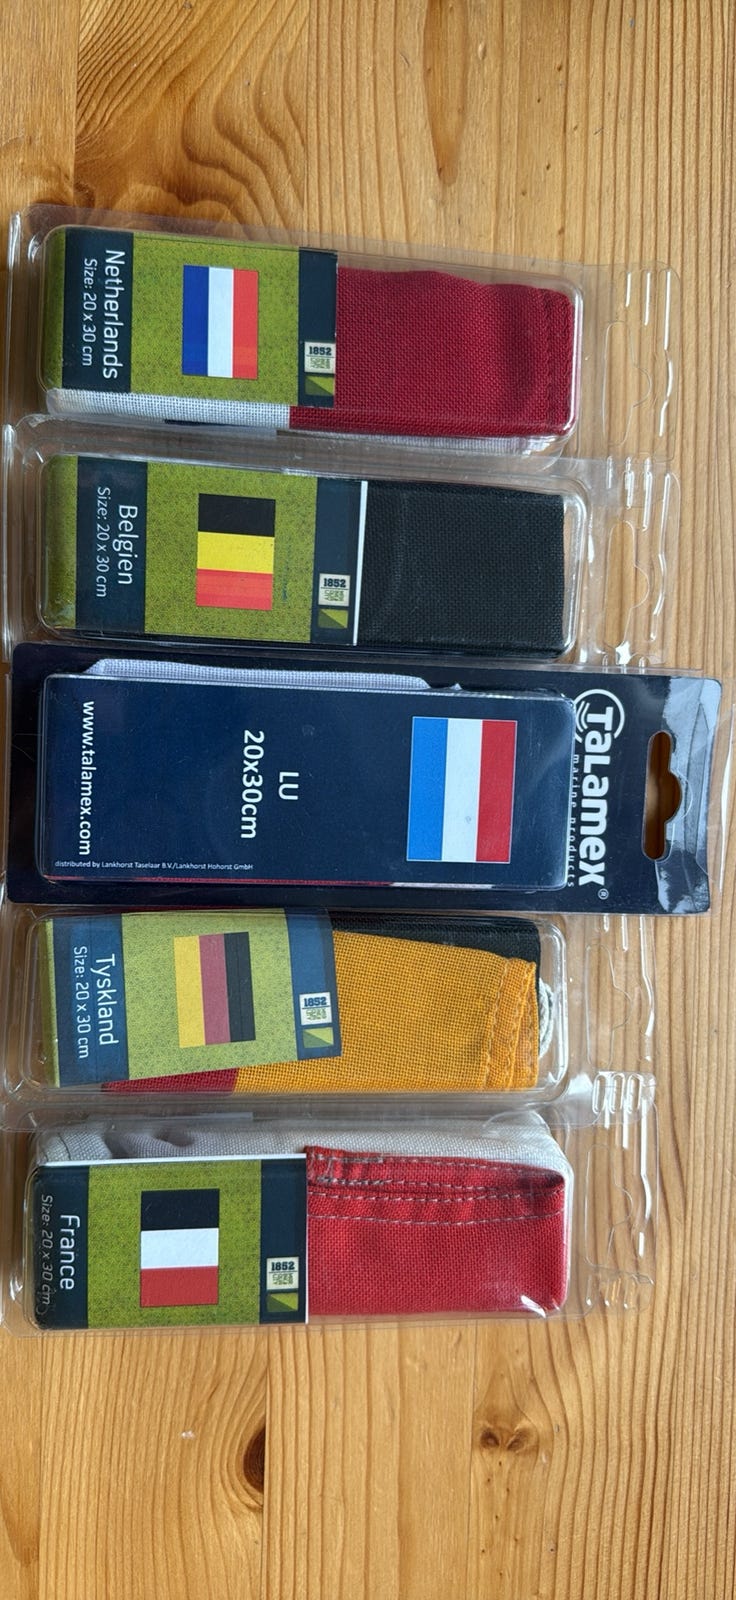 Netherlands
Size: 20 x 30 cm
1852
Belgien
Size: 20 x 30 cm
1852
Talamex®
marine products
LU
20x30cm
www.talamex.com
distributed by Lankhorst Taselaar B.V./Lankhorst Hohorst GmbH
Tyskland
Size: 20 x 30 cm
1852
France
Size: 20 x 30 cm
1852